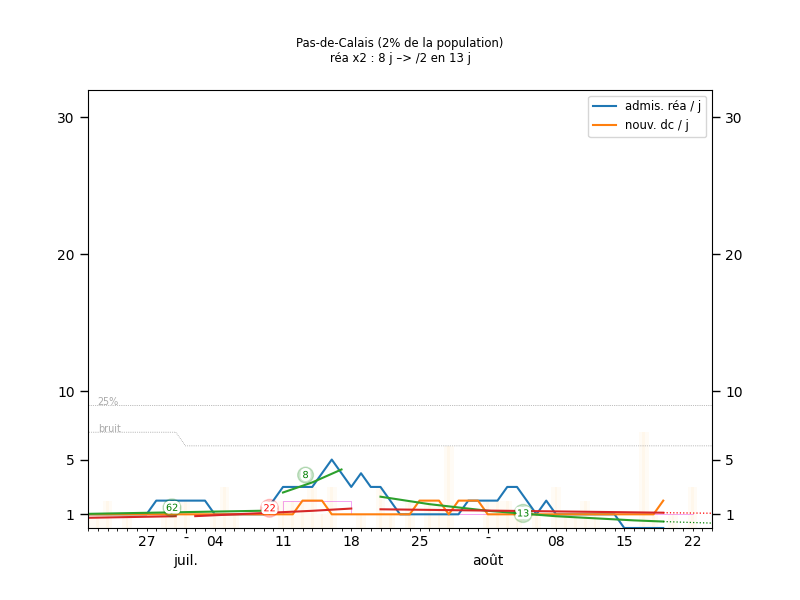 Pas-de-Calais (2% de la population)
réa x2 : 8 j –> /2 en 13 j
admis. réa / j
nouv. dc / j
30 30
20 20
10 10
25%
bruit
5 5
8
62 22 13
1 1
27 - 04 11 18 25 - 08 15 22
juil. août